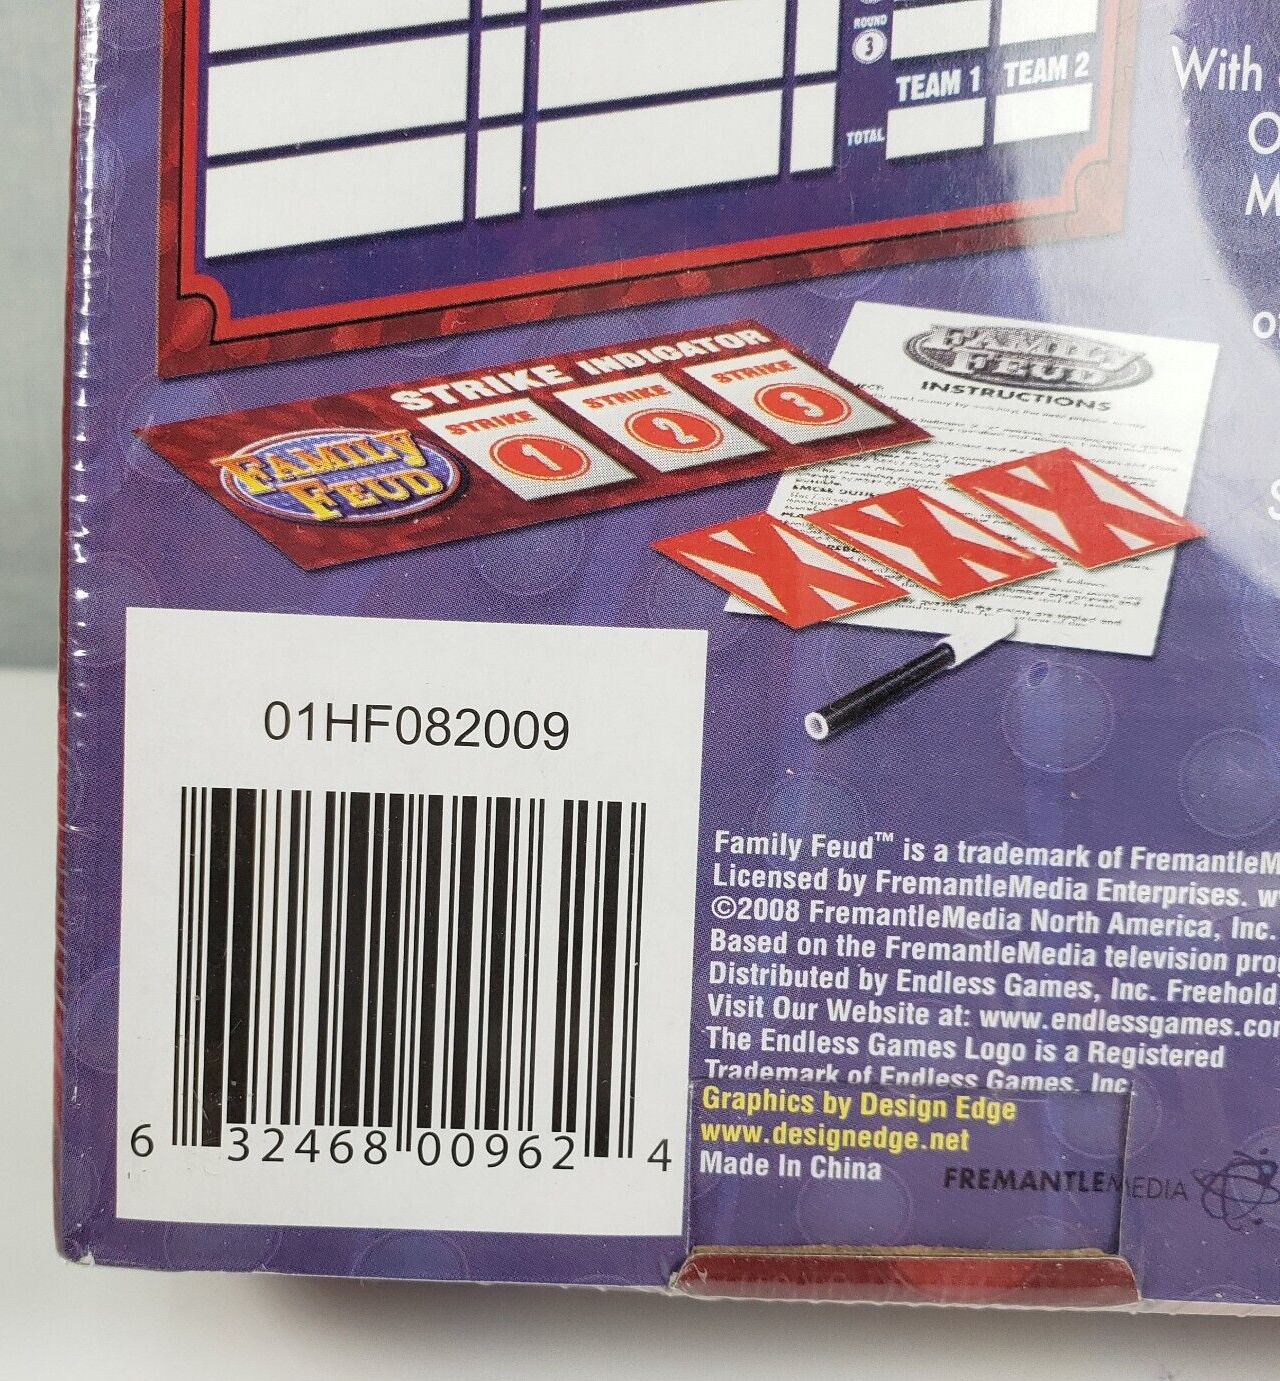 ROUND
3
TEAM 1 TEAM 2
TOTAL
With
O
M
STRIKE INDICATOR
STRIKE
1
STRIKE
2
STRIKE
3
FAMILY
FEUD
FAMILY
FEUD
INSTRUCTIONS
X X X
S
01HF082009
6 32468 00962 4
Family Feud™ is a trademark of FremantleM
Licensed by FremantleMedia Enterprises. w
©2008 FremantleMedia North America, Inc.
Based on the FremantleMedia television pro
Distributed by Endless Games, Inc. Freehold
Visit Our Website at: www.endlessgames.co
The Endless Games Logo is a Registered
Trademark of Endless Games, Inc.
Graphics by Design Edge
www.designedge.net
Made In China
FREMANTLEMEDIA